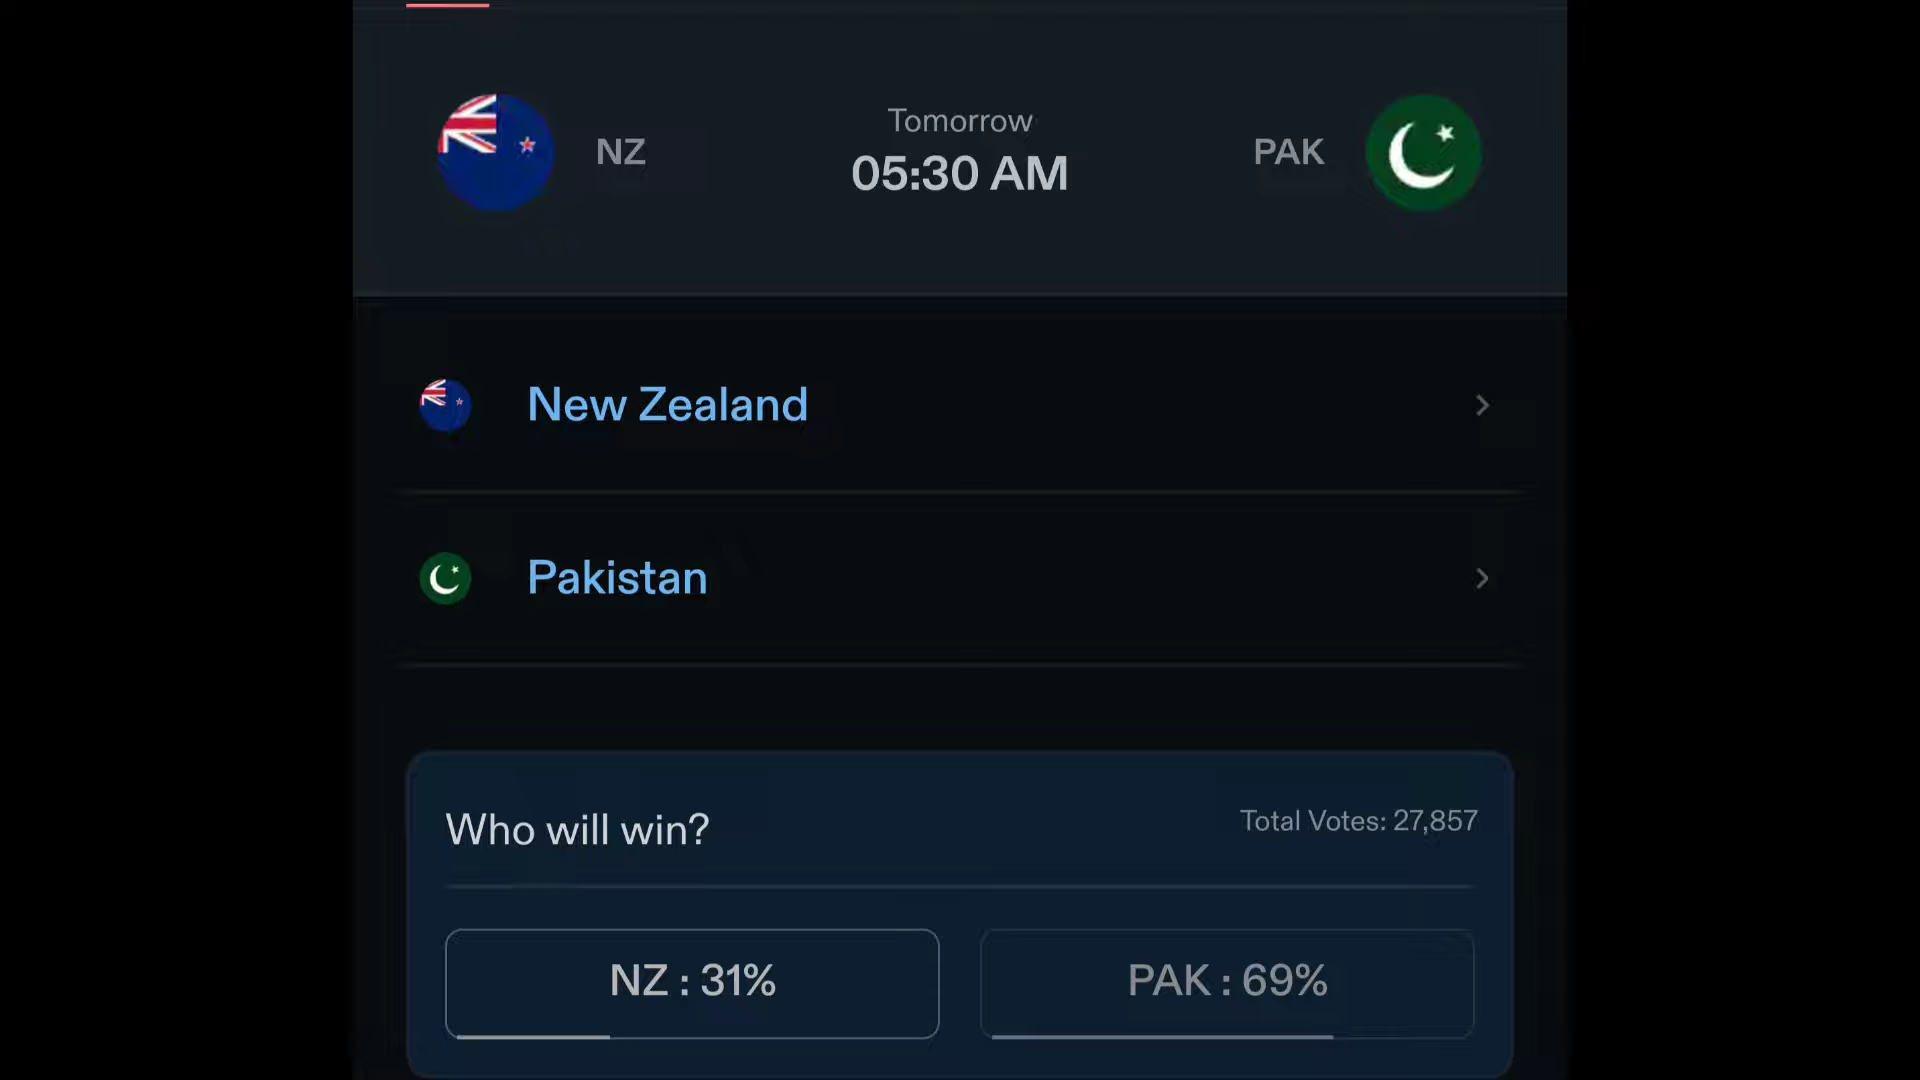 NZ
Tomorrow
05:30 AM
PAK
New Zealand
Pakistan
Who will win?
Total Votes: 27,857
NZ : 31%
PAK : 69%